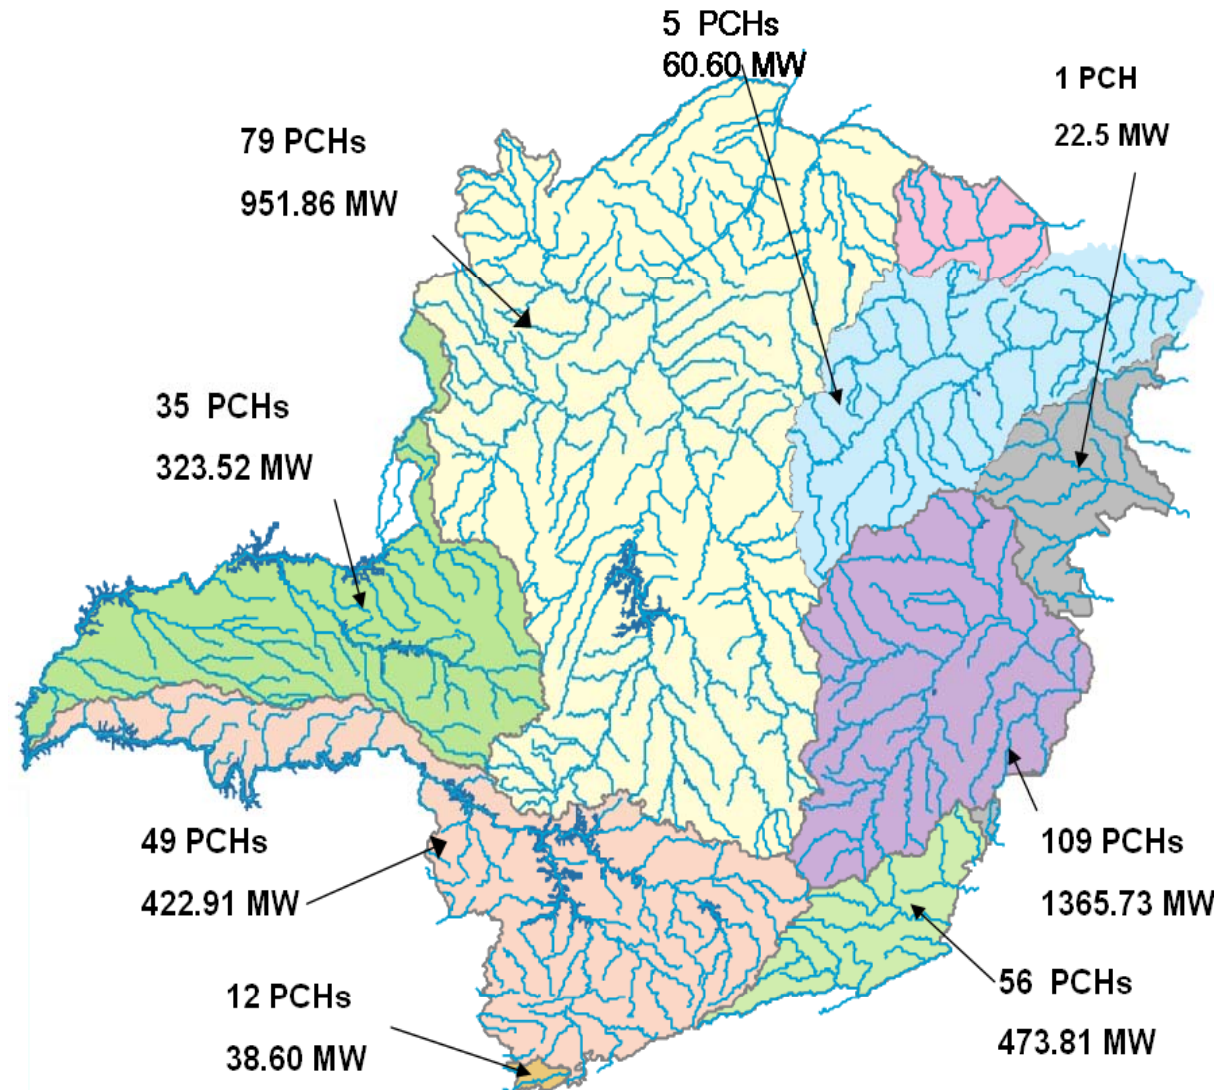 5 PCHs
60.60 MW
1 PCH
22.5 MW
79 PCHs
951.86 MW
35 PCHs
323.52 MW
49 PCHs
422.91 MW
109 PCHs
1365.73 MW
12 PCHs
38.60 MW
56 PCHs
473.81 MW